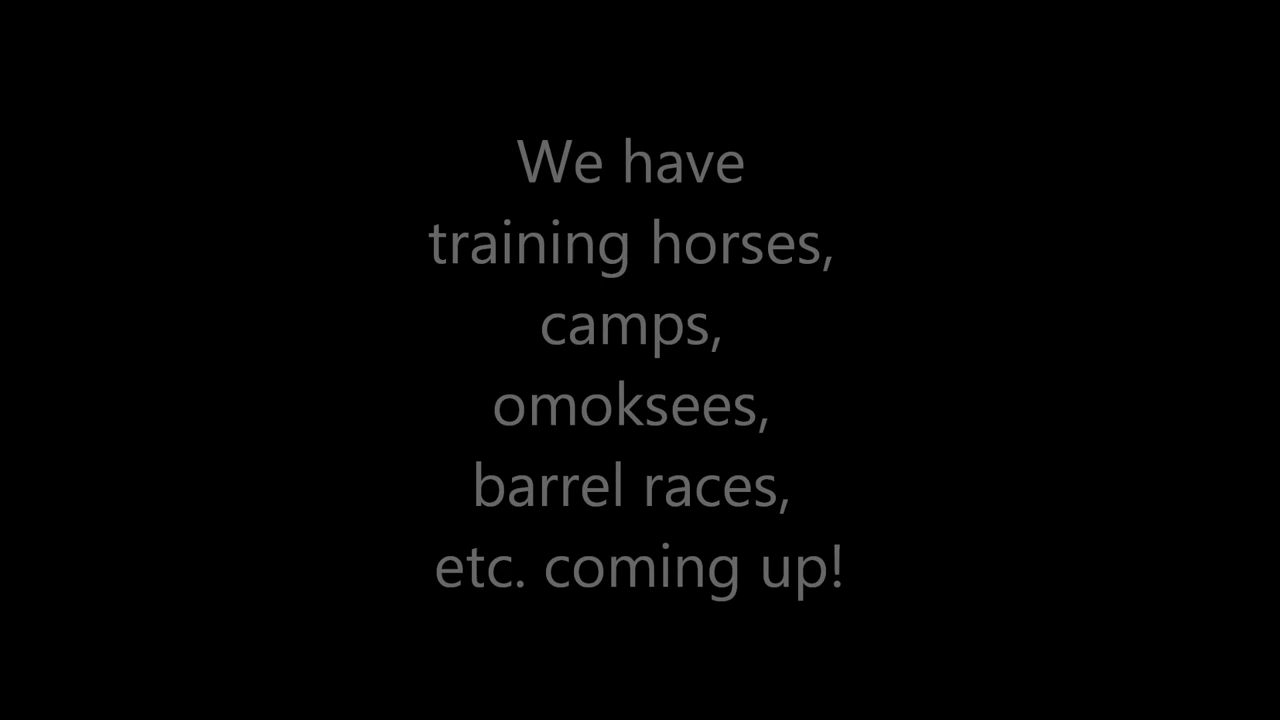 We have
training horses,
camps,
omoksees,
barrel races,
etc. coming up!